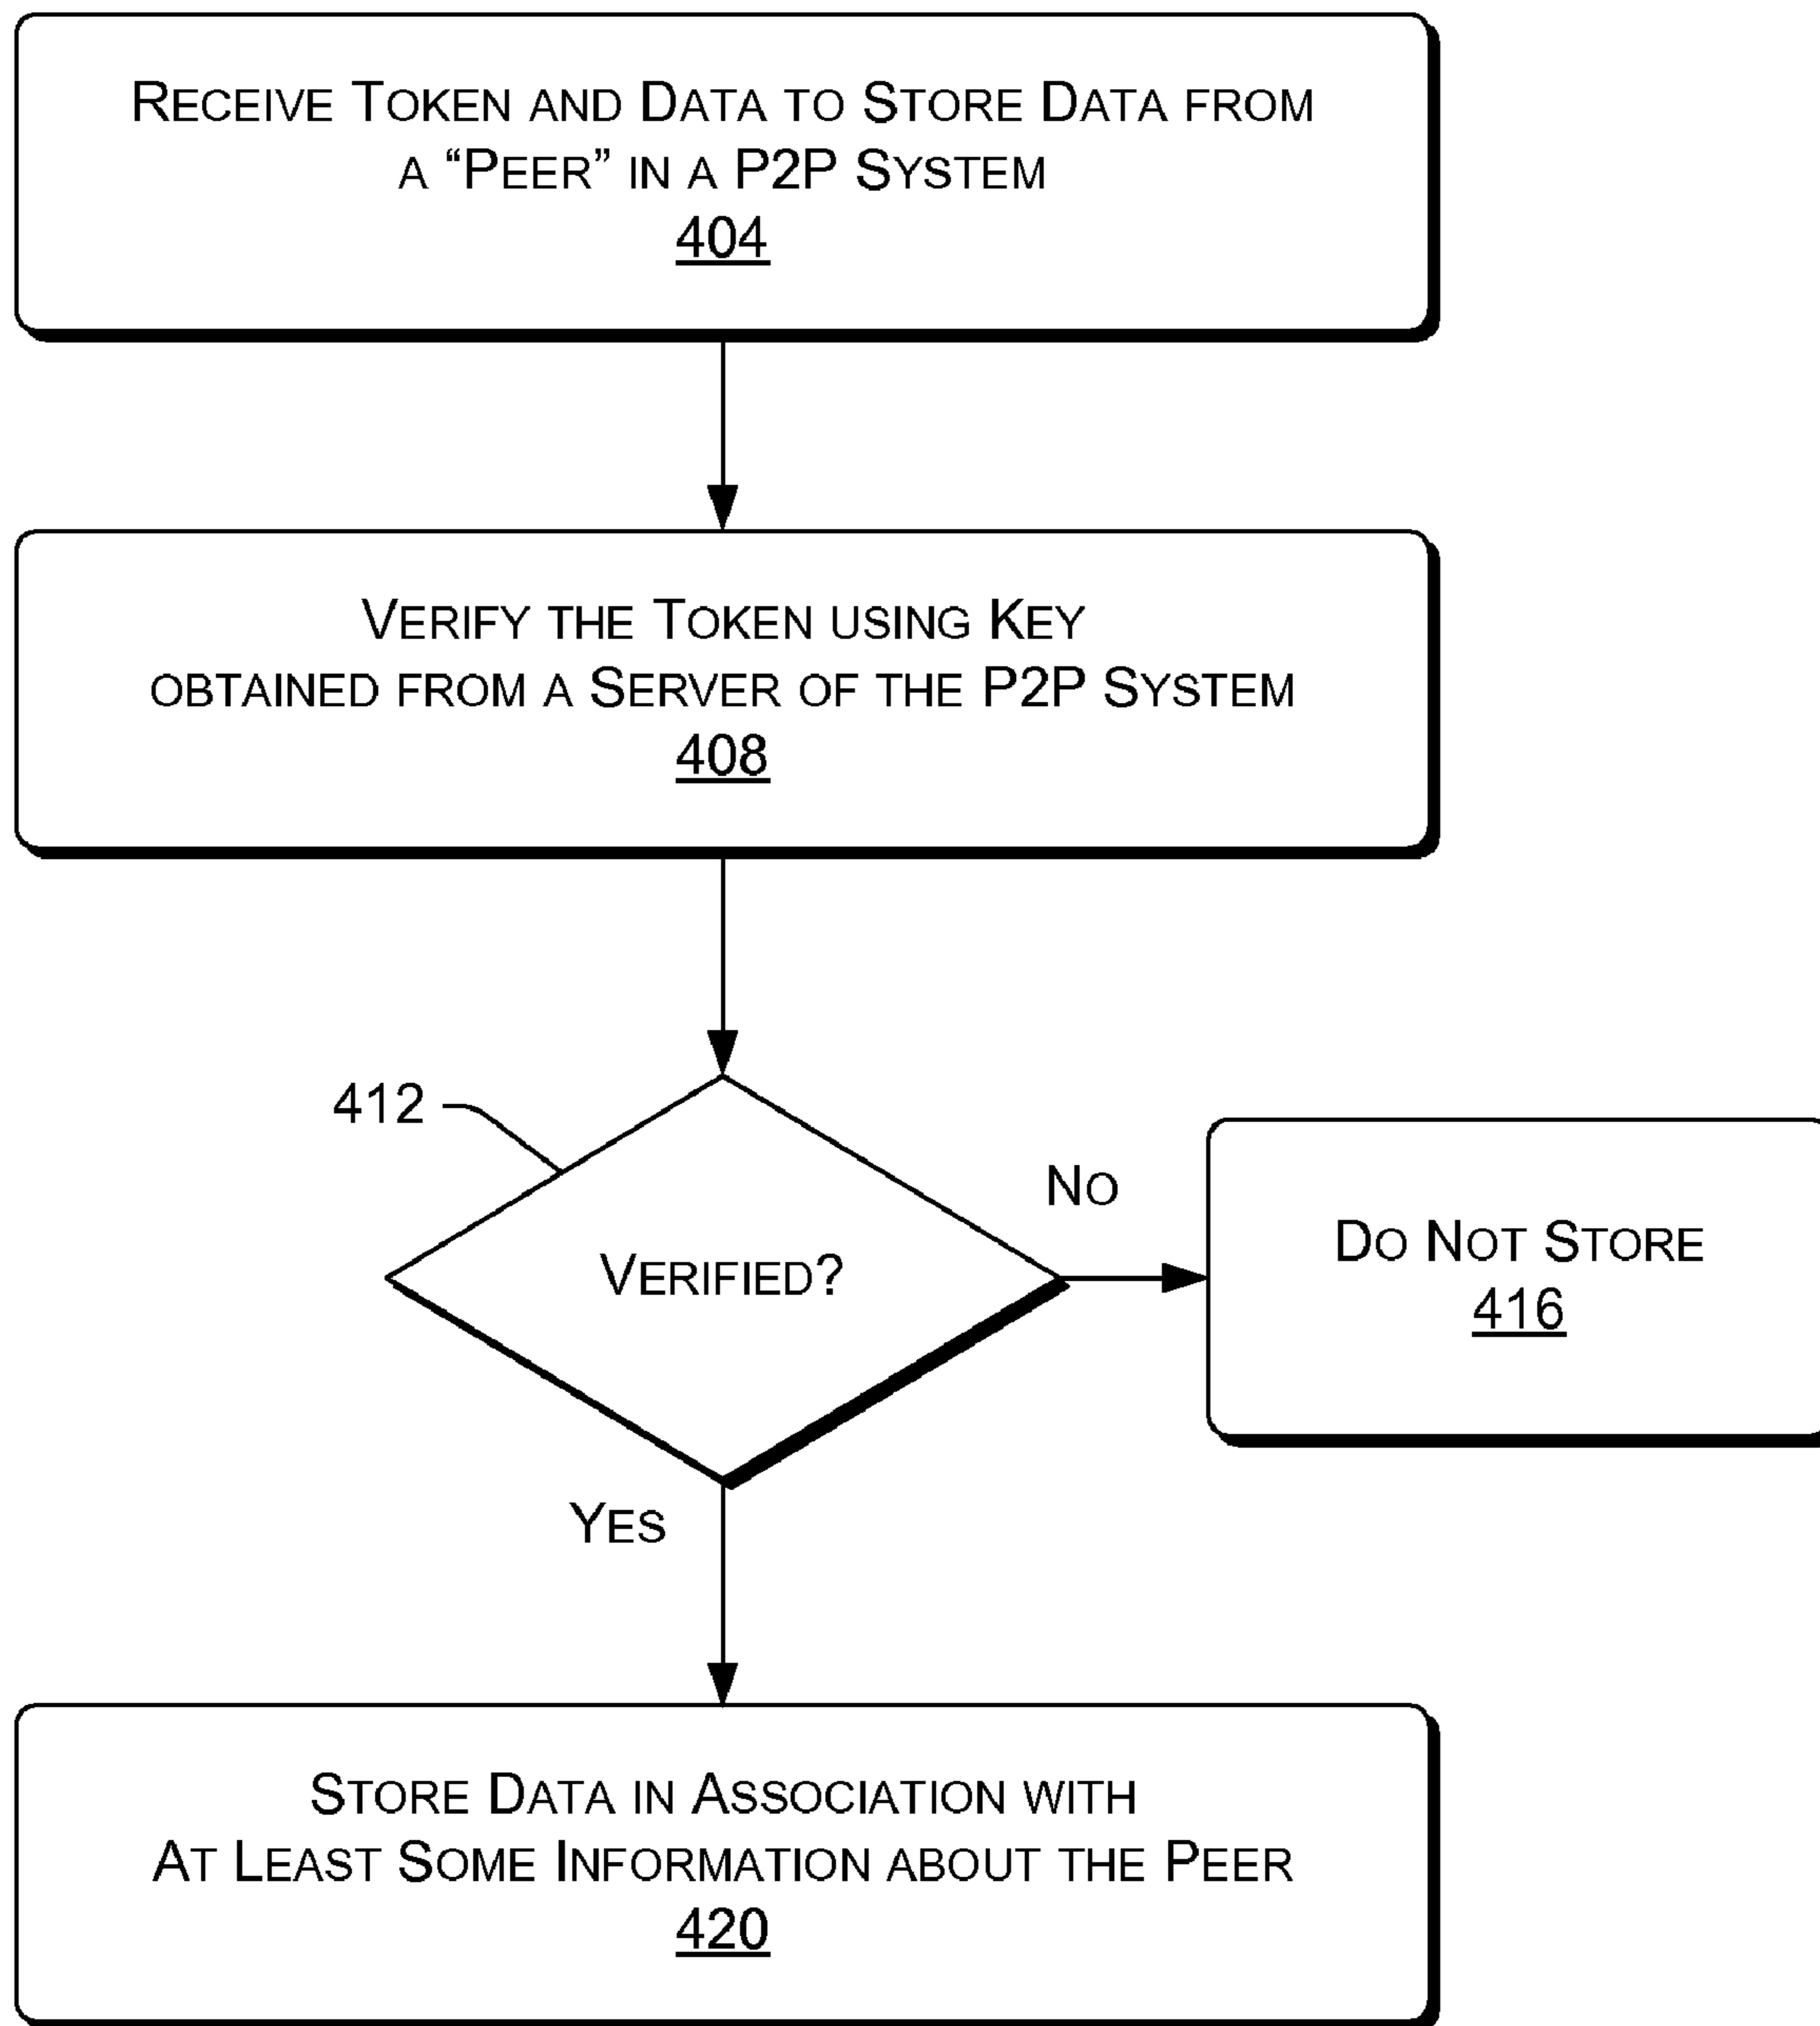 RECEIVE TOKEN AND DATA TO STORE DATA FROM
A “PEER” IN A P2P SYSTEM
404
VERIFY THE TOKEN USING KEY
OBTAINED FROM A SERVER OF THE P2P SYSTEM
408
412
VERIFIED?
NO
DO NOT STORE
416
YES
STORE DATA IN ASSOCIATION WITH
AT LEAST SOME INFORMATION ABOUT THE PEER
420